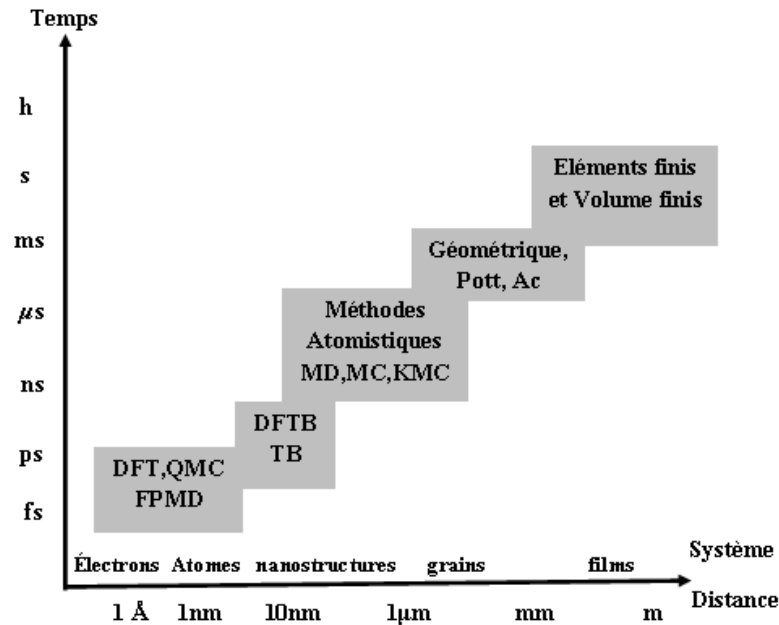 Temps
h
s
ms
µs
ns
ps
fs
Eléments finis
et Volume finis
Géométrique,
Pott, Ac
Méthodes
Atomistiques
MD,MC,KMC
DFTB
TB
DFT,QMC
FPMD
Électrons Atomes nanostructures grains films
Système
Distance
1 Å 1nm 10nm 1µm mm m